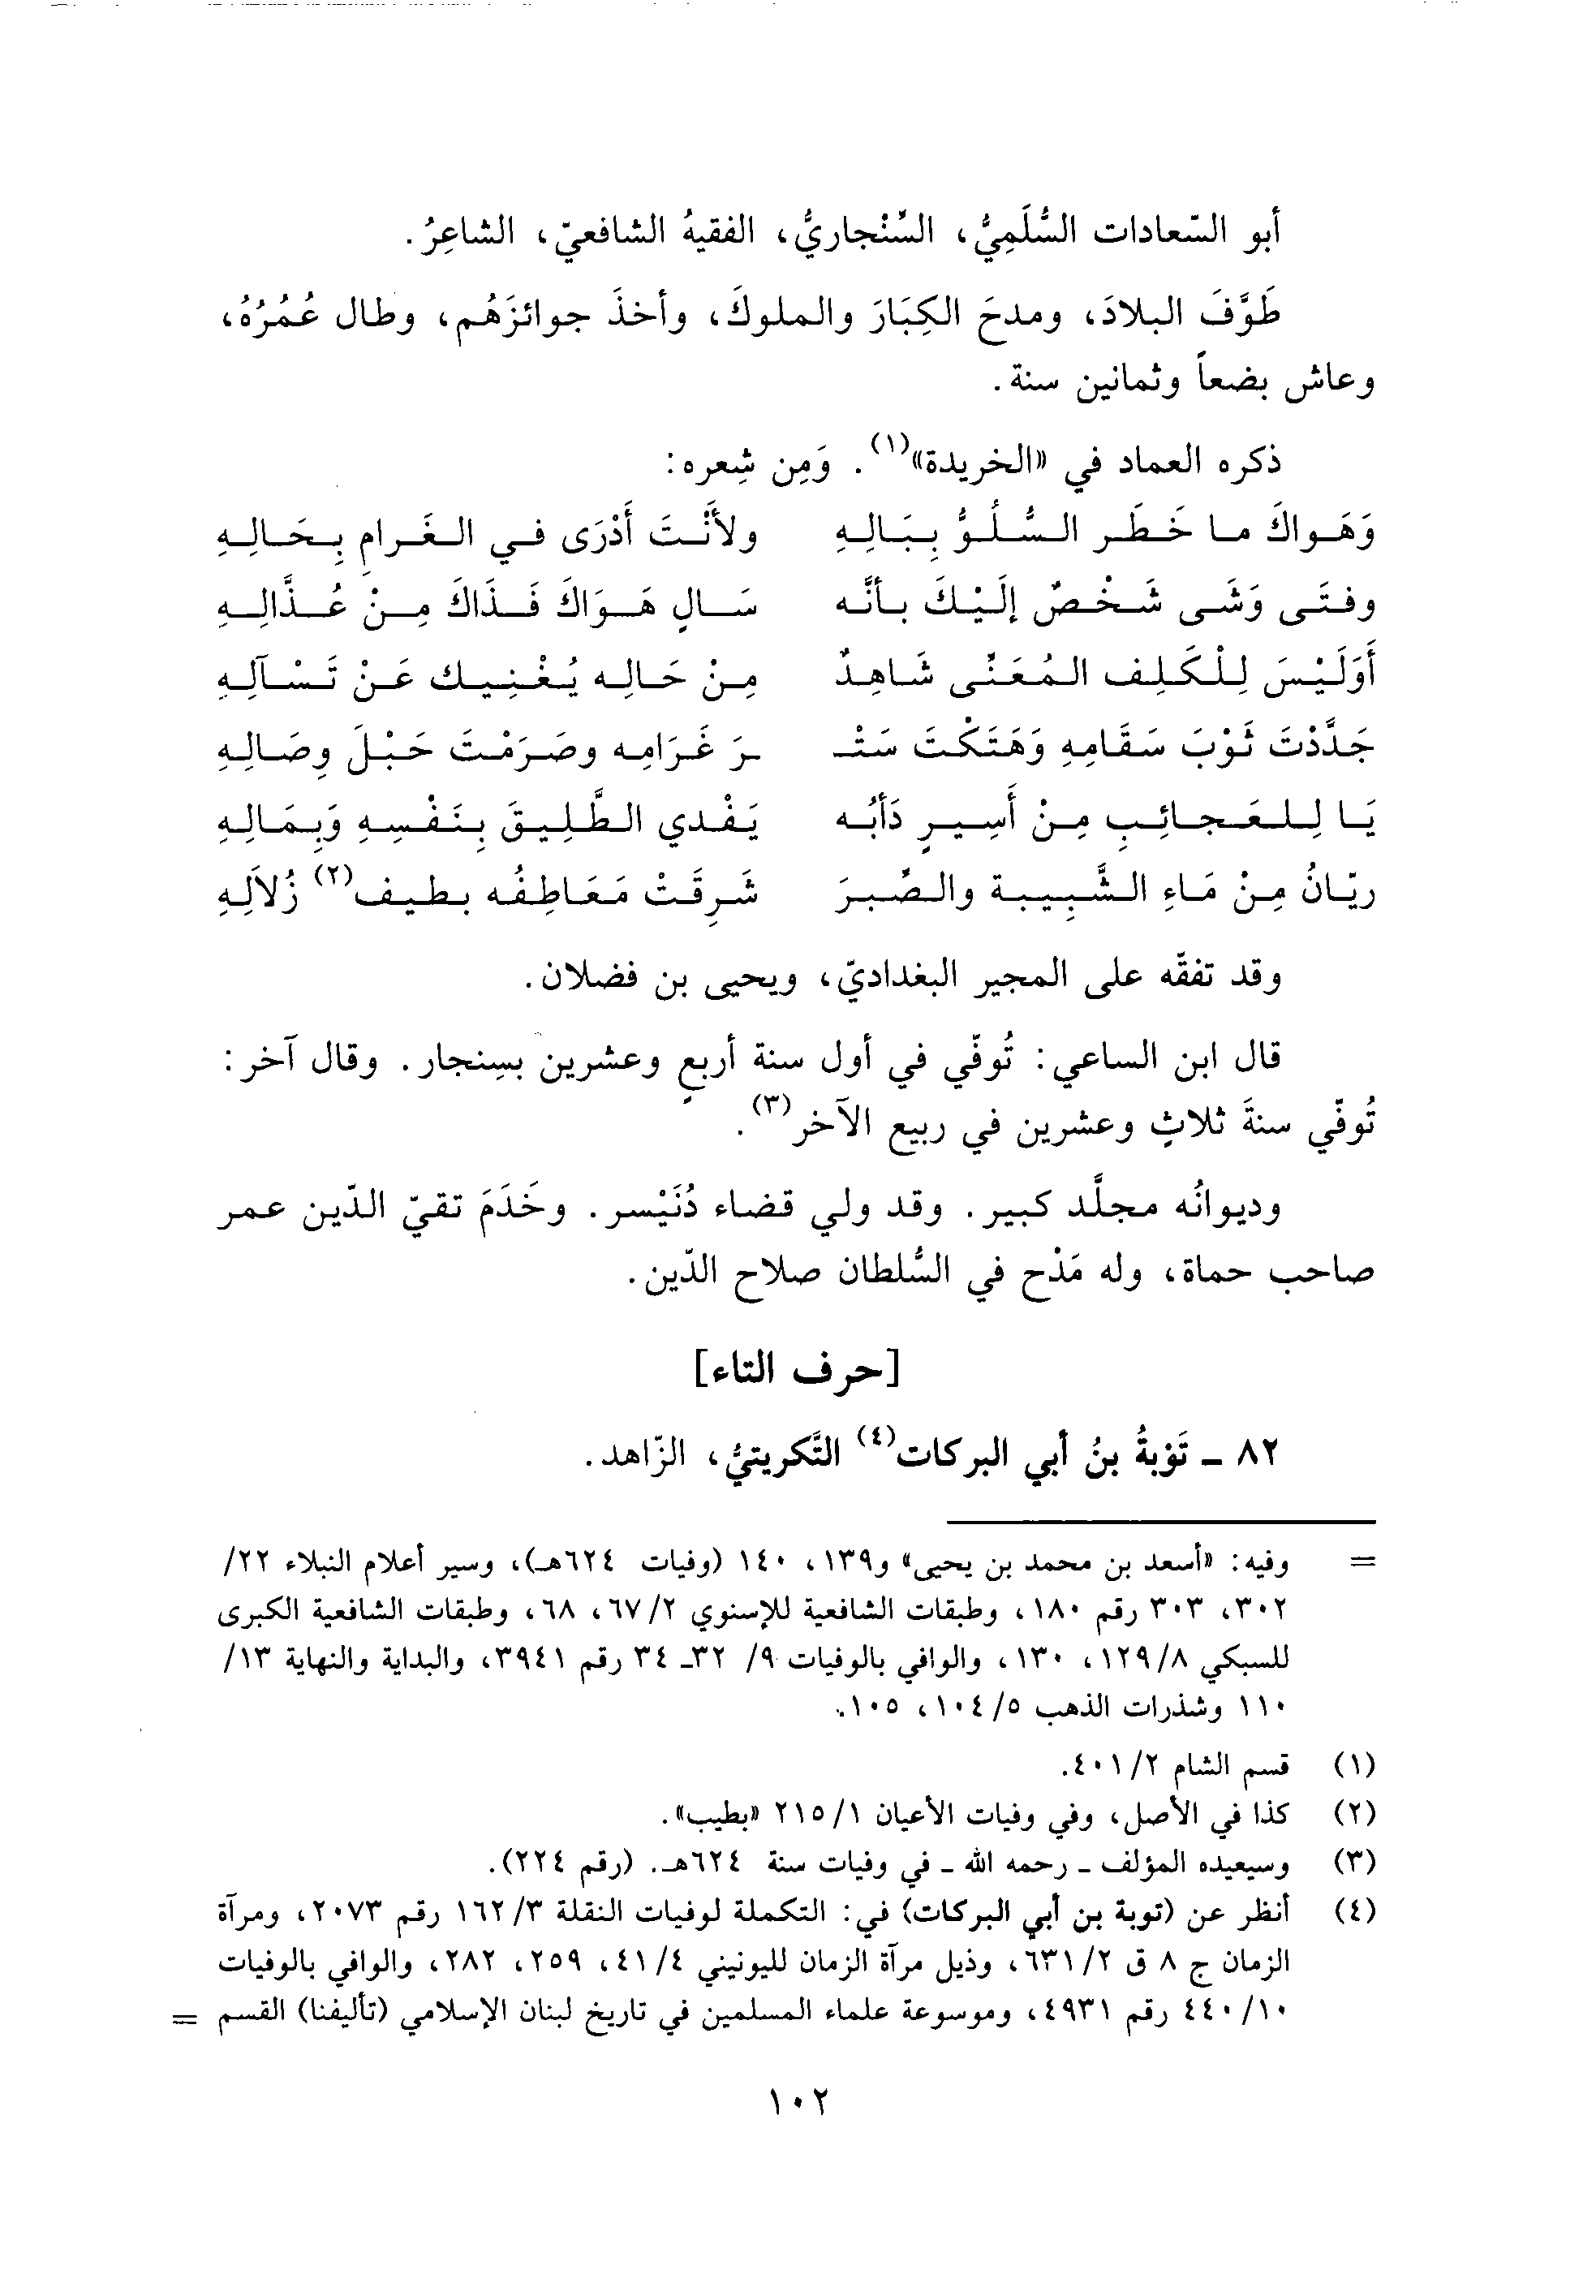 أبو السّعادات السُّلَمِيُّ، السِّنْجاريُّ، الفقيهُ الشافعيّ، الشاعِرُ.
طَوَّفَ البلادَ، ومدحَ الكِبَارَ والملوكَ، وأخذَ جوائزَهُم، وطال عُمُرُهُ،
وعاش بضعاً وثمانين سنة.
ذكره العماد في «الخريدة»(١). وَمِن شِعره:
وَهَواكَ ما خَطَر السُّلُوُّ بِبَالِهِ ولأَنْتَ أَدْرَى في الغَرامِ بِحَالِهِ
وفتَى وَشَى شَخْصٌ إلَيْكَ بأنَّه سَالٍ هَوَاكَ فَذَاكَ مِنْ عُذَّالِهِ
أَوَلَيْسَ لِلْكَلِف المُعَنَّى شَاهِدٌ مِنْ حَالِه يُغْنِيك عَنْ تَسْآلِهِ
جَدَّدْتَ ثَوْبَ سَقَامِهِ وَهَتَكْتَ سَتْـ ـرَ غَرَامِه وصَرَمْتَ حَبْلَ وِصَالِهِ
يَا لِلعَجائِبِ مِنْ أَسِيرٍ دَأبُه يَفْدي الطَّلِيقَ بِنَفْسِهِ وَبِمَالِهِ
ريّانُ مِنْ مَاءِ الشَّبِيبة والصِّبرَ شَرِقَتْ مَعَاطِفُه بطيف(٢) زُلاَلِهِ
وقد تفقّه على المجير البغداديّ، ويحيى بن فضلان.
قال ابن الساعي: تُوفّي في أول سنة أربعٍ وعشرين بسِنجار. وقال آخر:
تُوفّي سنةَ ثلاثٍ وعشرين في ربيع الآخر(٣).
وديوانُه مجلَّد كبير. وقد ولي قضاء دُنَيْسر. وخَدَمَ تقيّ الدّين عمر
صاحب حماة، وله مَدْح في السُّلطان صلاح الدّين.
[حرف التاء]
٨٢ - تَوْبةُ بنُ أبي البركات(٤) التَّكريتيُّ، الزّاهد.
= وفيه: «أسعد بن محمد بن يحيى» و١٣٩، ١٤٠ (وفيات ٦٢٤هـ)، وسير أعلام النبلاء ٢٢/
٣٠٢، ٣٠٣ رقم ١٨٠، وطبقات الشافعية للإسنوي ٢/ ٦٧، ٦٨، وطبقات الشافعية الكبرى
للسبكي ٨/ ١٢٩، ١٣٠، والوافي بالوفيات ٩/ ٣٢ـ ٣٤ رقم ٣٩٤١، والبداية والنهاية ١٣/
١١٠ وشذرات الذهب ٥/ ١٠٤، ١٠٥.
(١) قسم الشام ٢/ ٤٠١.
(٢) كذا في الأصل، وفي وفيات الأعيان ١/ ٢١٥ «بطيب».
(٣) وسيعيده المؤلف - رحمه الله - في وفيات سنة ٦٢٤هـ. (رقم ٢٢٤).
(٤) أنظر عن (توبة بن أبي البركات) في: التكملة لوفيات النقلة ٣/ ١٦٢ رقم ٢٠٧٣، ومرآة
الزمان ج ٨ ق ٢/ ٦٣١، وذيل مرآة الزمان لليونيني ٤/ ٤١، ٢٥٩، ٢٨٢، والوافي بالوفيات
١٠/ ٤٤٠ رقم ٤٩٣١، وموسوعة علماء المسلمين في تاريخ لبنان الإسلامي (تأليفنا) القسم =
١٠٢